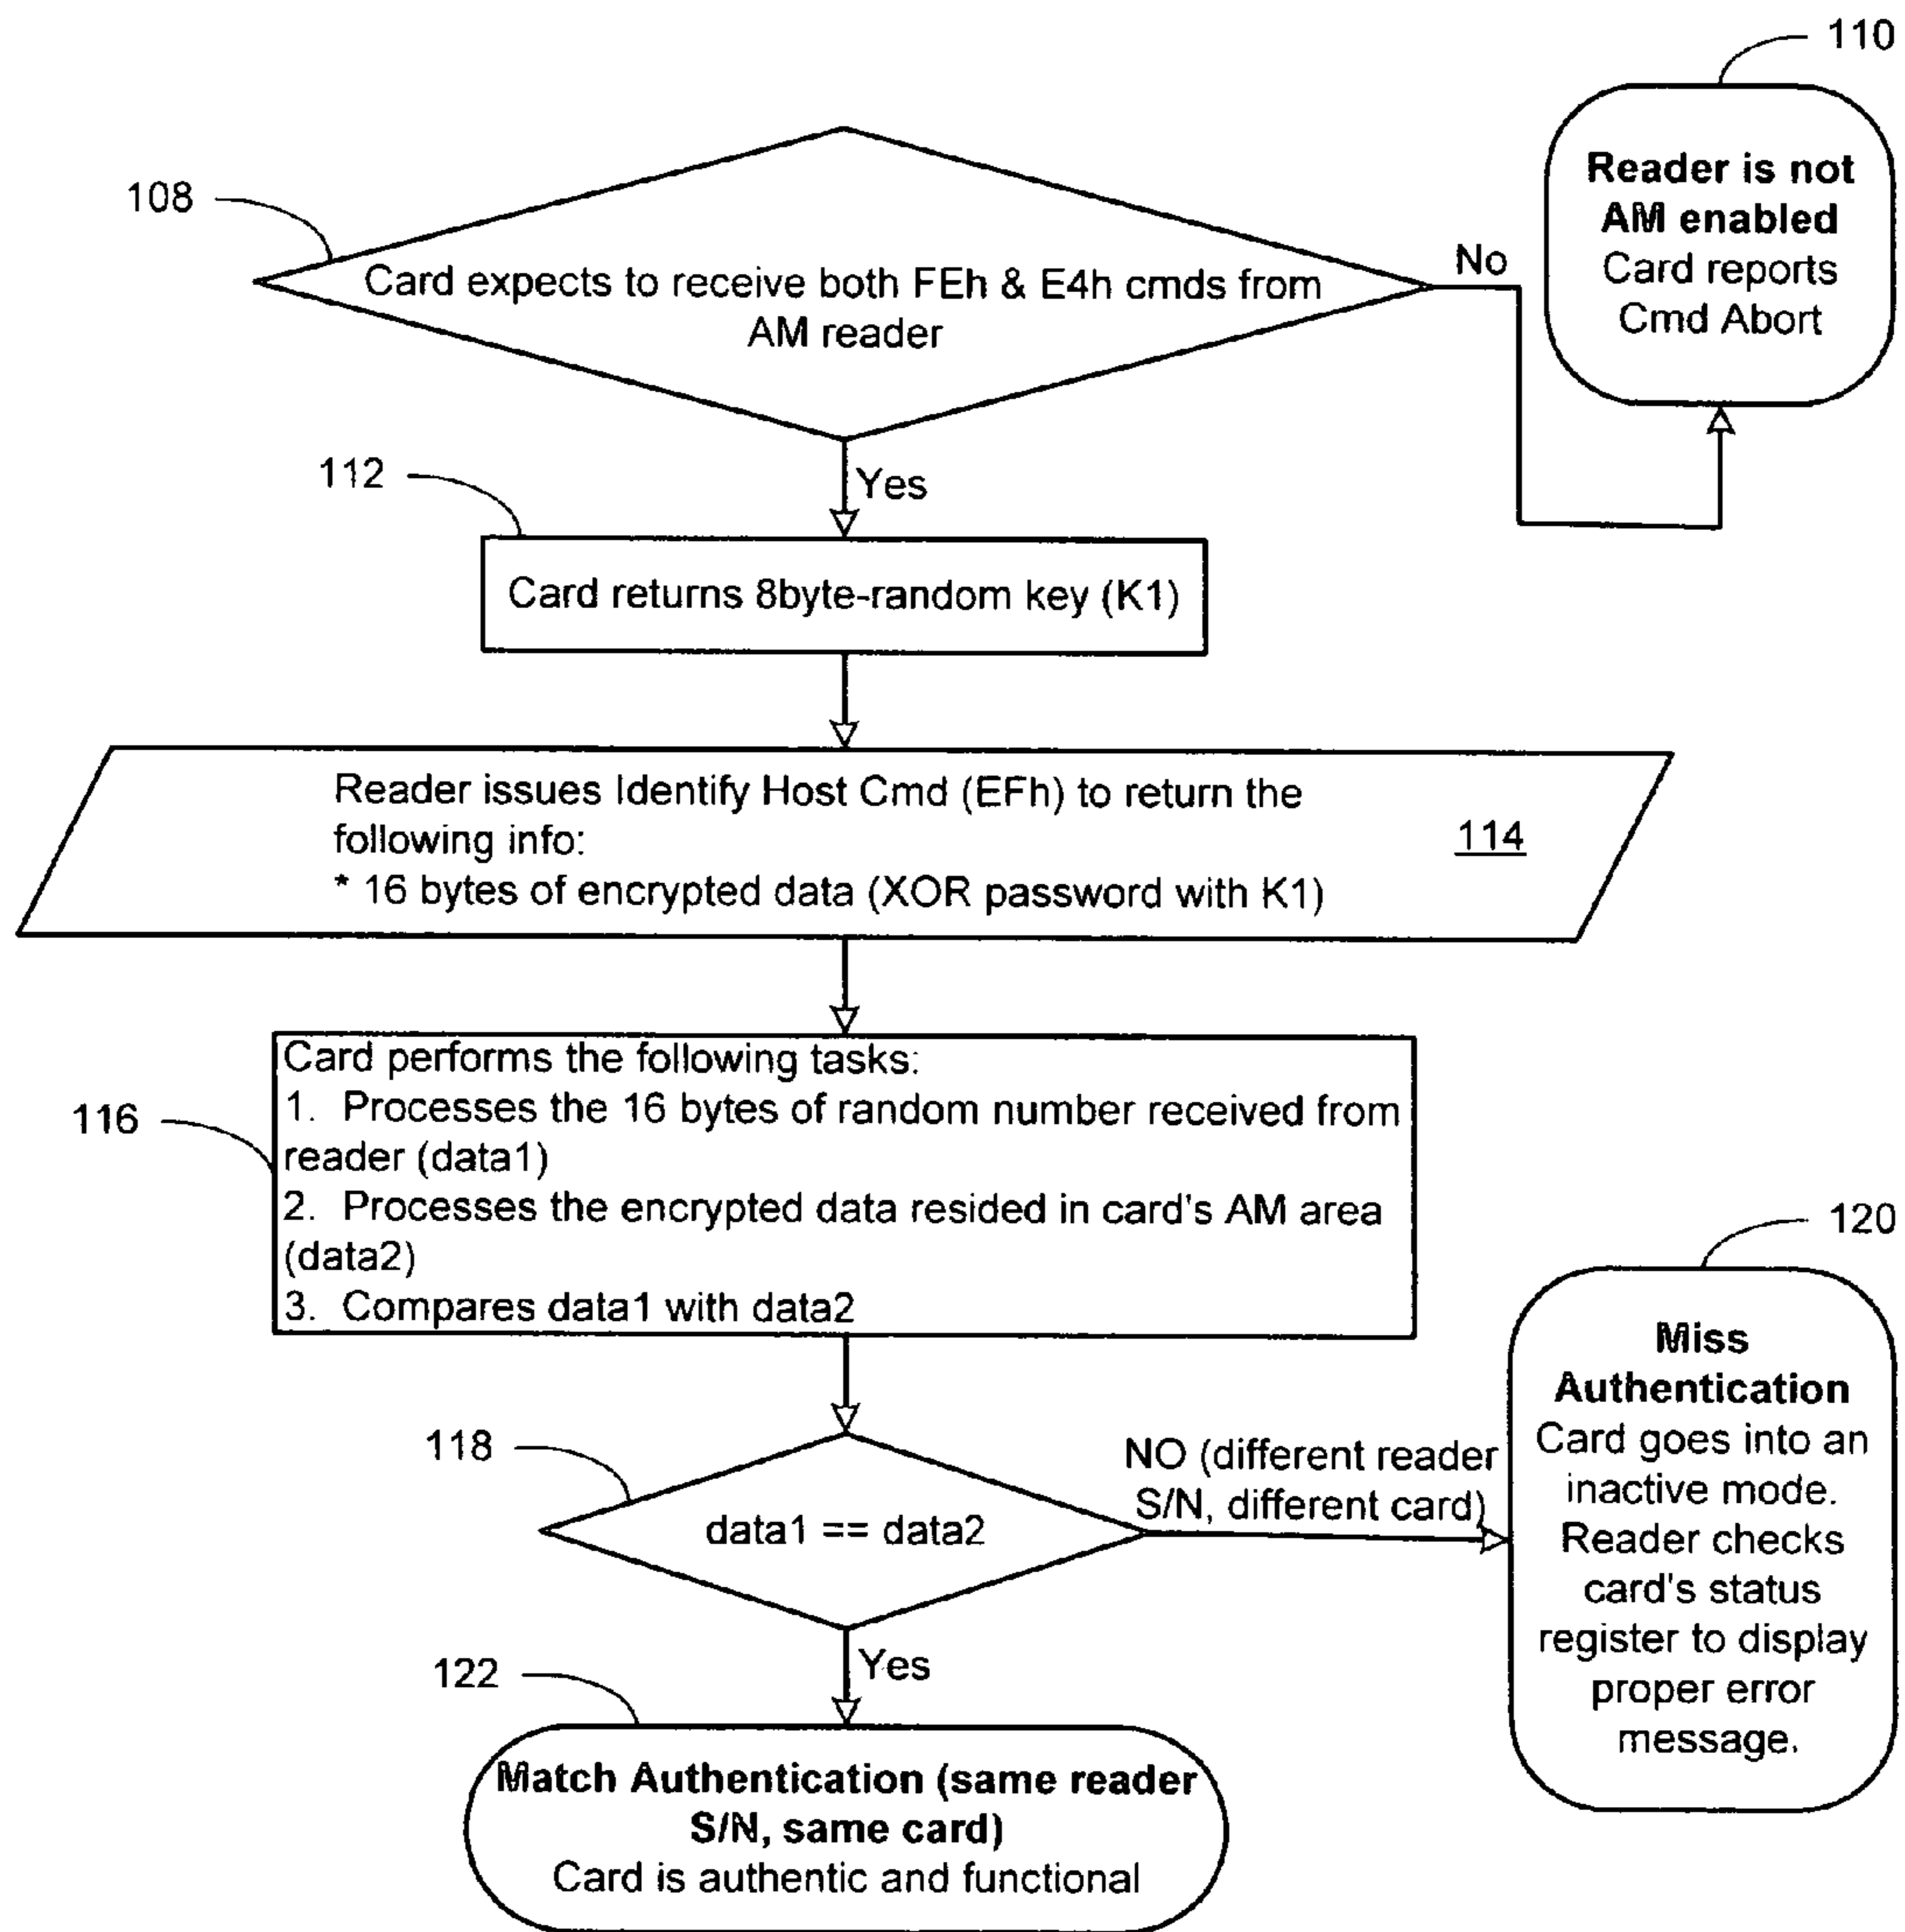 110
Reader is not
AM enabled
Card reports
Cmd Abort
108
Card expects to receive both FEh & E4h cmds from
AM reader
No
Yes
112
Card returns 8byte-random key (K1)
Reader issues Identify Host Cmd (EFh) to return the
following info:
* 16 bytes of encrypted data (XOR password with K1)
114
116
Card performs the following tasks:
1. Processes the 16 bytes of random number received from
reader (data1)
2. Processes the encrypted data resided in card's AM area
(data2)
3. Compares data1 with data2
118
data1 == data2
NO (different reader
S/N, different card)
120
Miss
Authentication
Card goes into an
inactive mode.
Reader checks
card's status
register to display
proper error
message.
Yes
122
Match Authentication (same reader
S/N, same card)
Card is authentic and functional